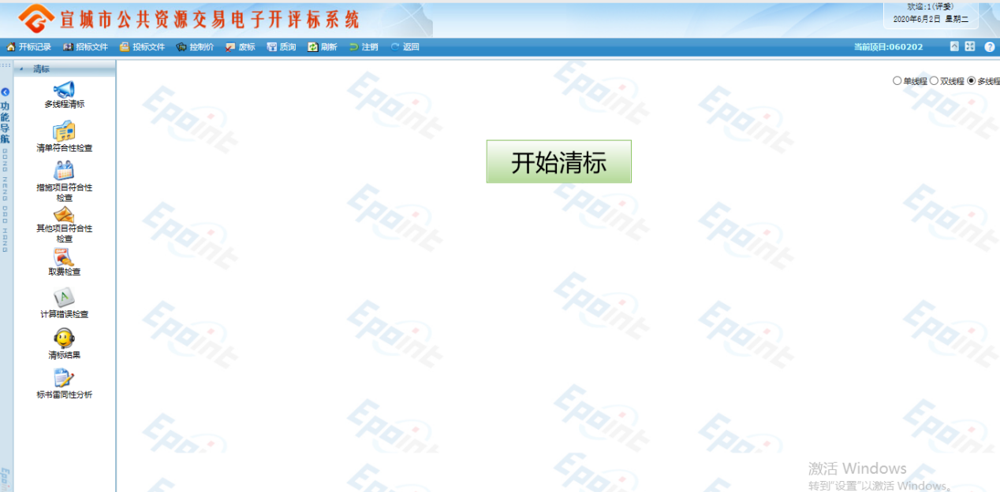 宣城市公共资源交易电子开评标系统
欢迎:1(评委)
2020年6月2日 星期二
开标记录 招标文件 投标文件 控制价 废标 质询 刷新 注销 返回
当前项目:060202
清标
单线程 双线程 多线程
功能导航
GONG NENG DAO HANG
多线程清标
清单符合性检查
措施项目符合性
检查
其他项目符合性
检查
取费检查
计算错误检查
清标结果
标书雷同性分析
开始清标
Epoint
激活 Windows
转到"设置"以激活 Windows。